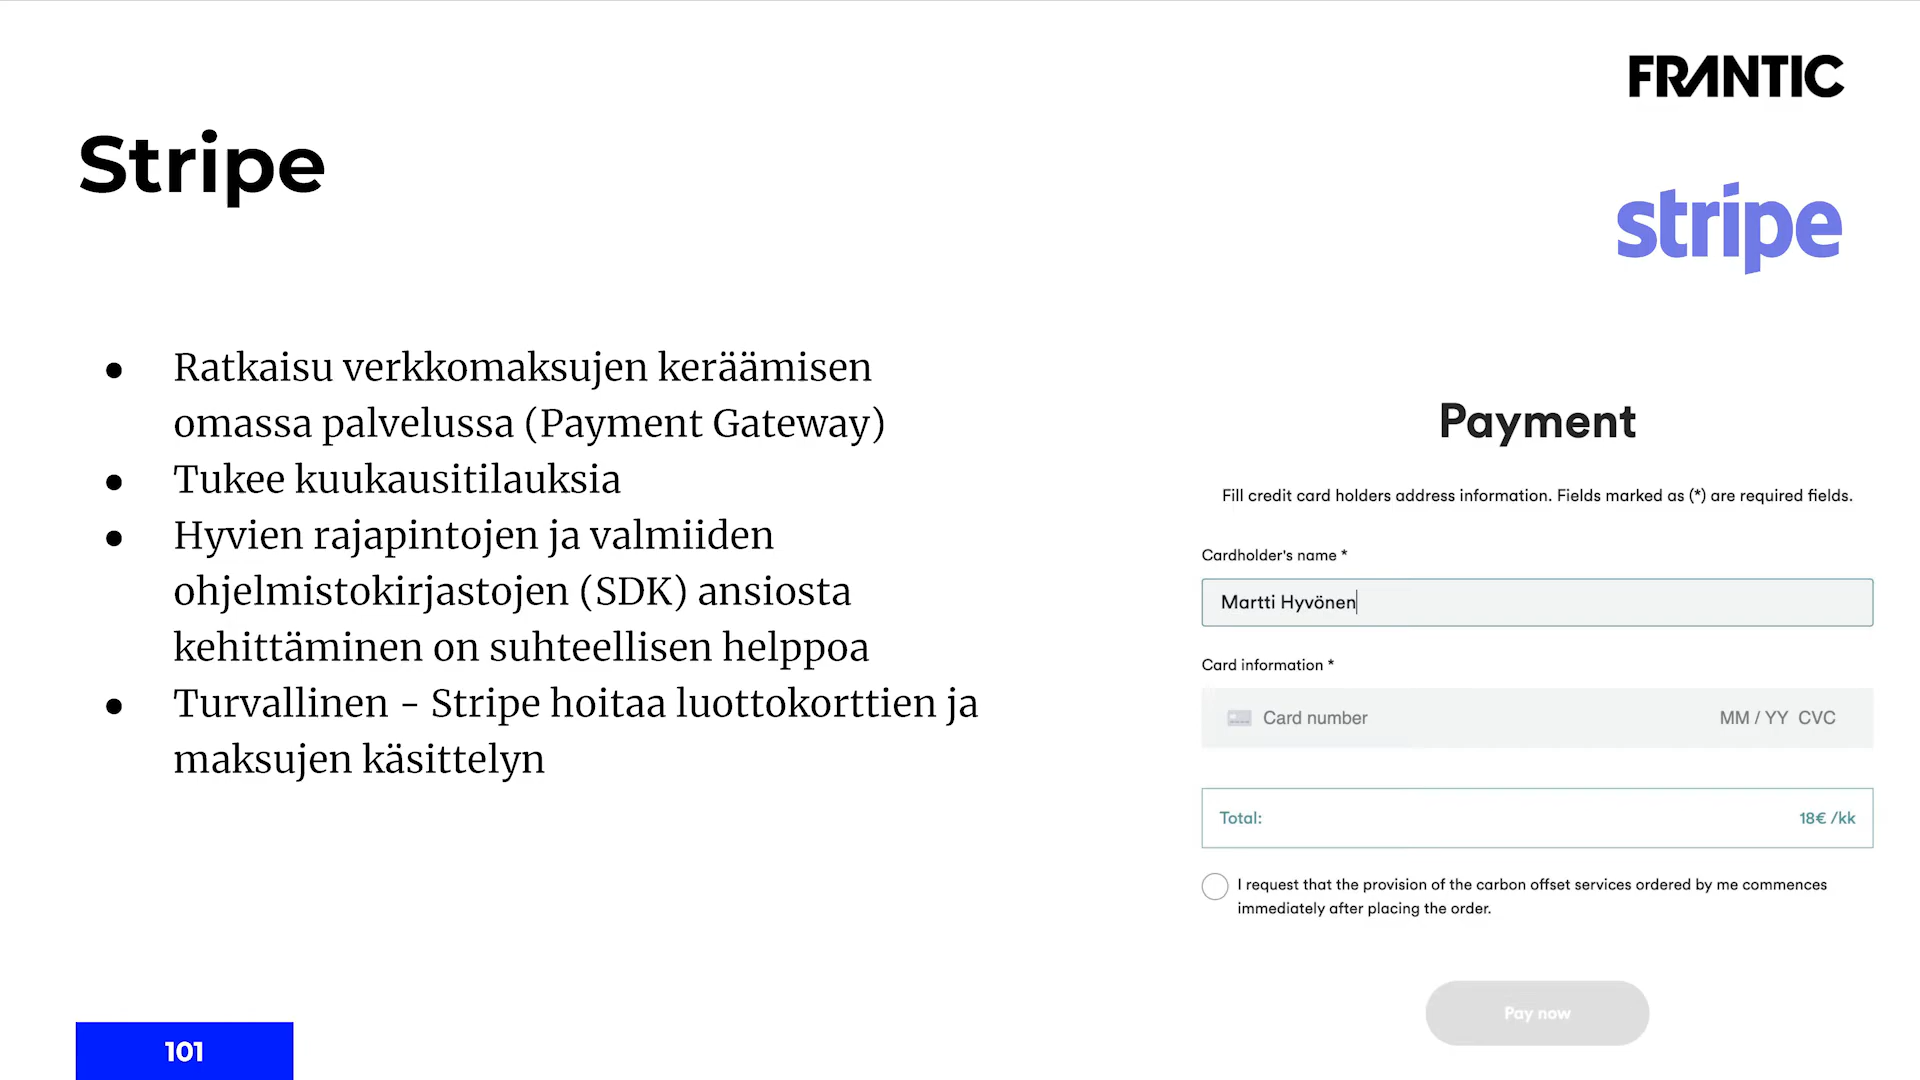 FRANTIC
Stripe
stripe
● Ratkaisu verkkomaksujen keräämisen
omassa palvelussa (Payment Gateway)
● Tukee kuukausitilauksia
● Hyvien rajapintojen ja valmiiden
ohjelmistokirjastojen (SDK) ansiosta
kehittäminen on suhteellisen helppoa
● Turvallinen - Stripe hoitaa luottokorttien ja
maksujen käsittelyn
Payment
Fill credit card holders address information. Fields marked as (*) are required fields.
Cardholder's name *
Martti Hyvönen
Card information *
Card number MM / YY CVC
Total: 18€ /kk
I request that the provision of the carbon offset services ordered by me commences
immediately after placing the order.
Pay now
101